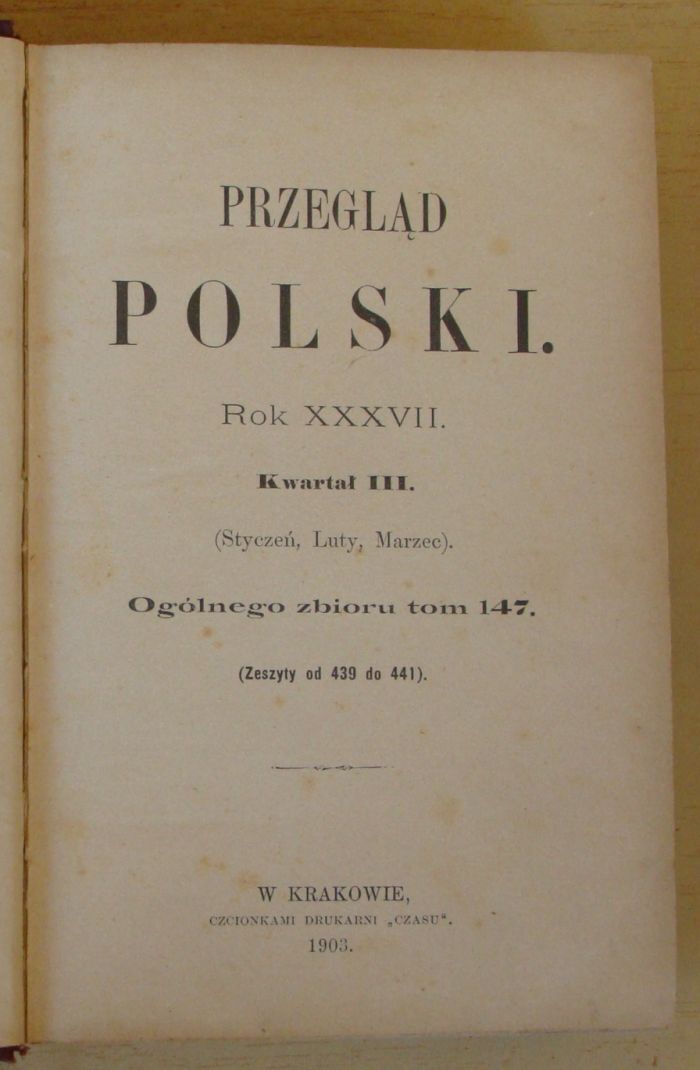 PRZEGLĄD
POLSKI.
Rok XXXVII.
Kwartał III.
(Styczeń, Luty, Marzec).
Ogólnego zbioru tom 147.
(Zeszyty od 439 do 441).
W KRAKOWIE,
CZCIONKAMI DRUKARNI „CZASU“.
1903.